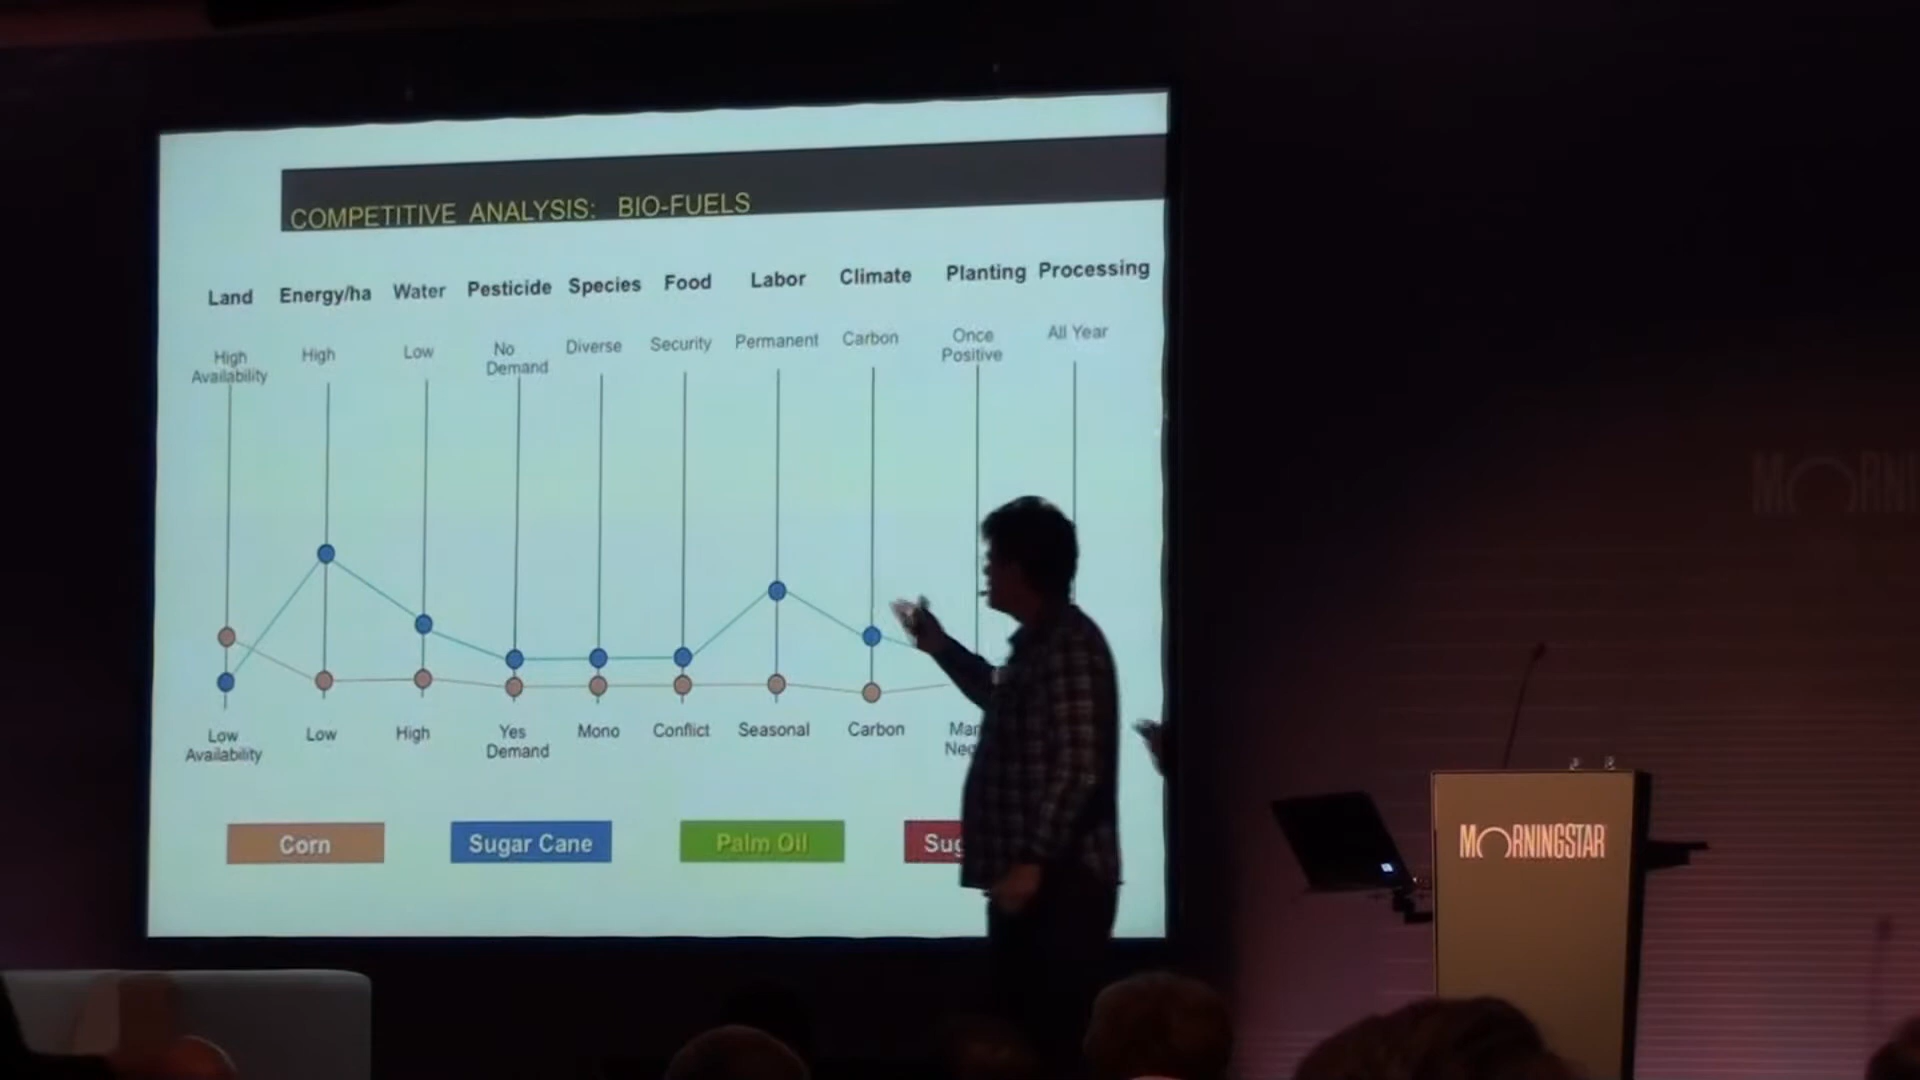 COMPETITIVE ANALYSIS: BIO-FUELS
Land Energy/ha Water Pesticide Species Food Labor Climate Planting Processing
High Availability
High
Low
No Demand
Diverse
Security
Permanent
Carbon
Once Positive
All Year
Low Availability
Low
High
Yes Demand
Mono
Conflict
Seasonal
Carbon
Corn Sugar Cane Palm Oil
MORNINGSTAR